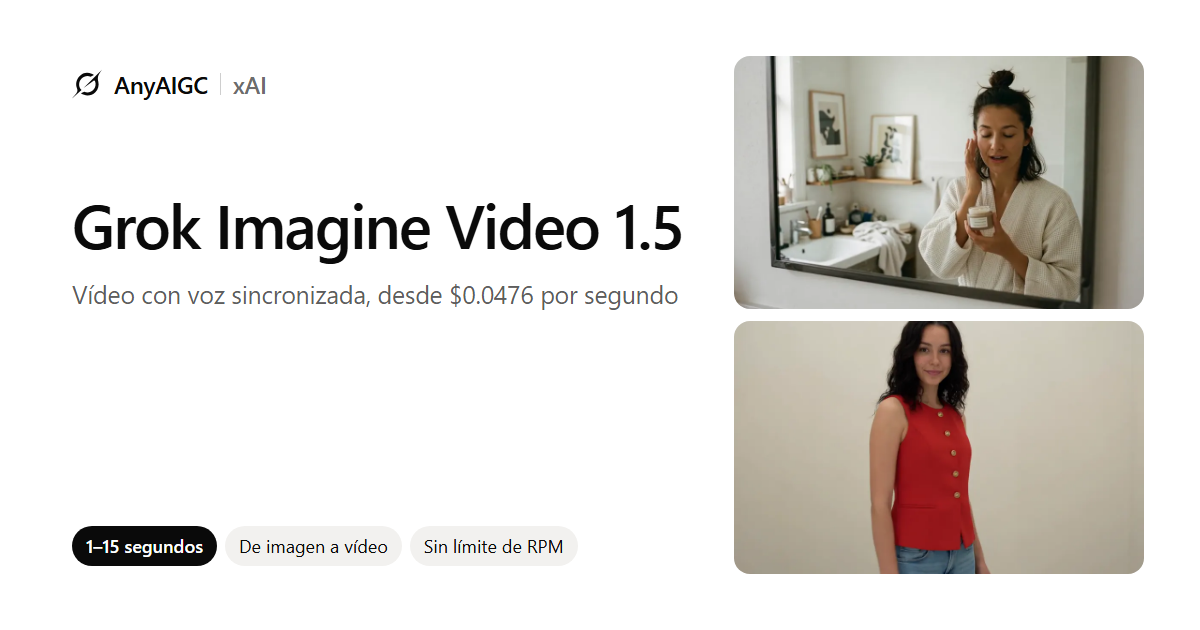 AnyAIGC | xAI
Grok Imagine Video 1.5
Vídeo con voz sincronizada, desde $0.0476 por segundo
1–15 segundos
De imagen a vídeo
Sin límite de RPM